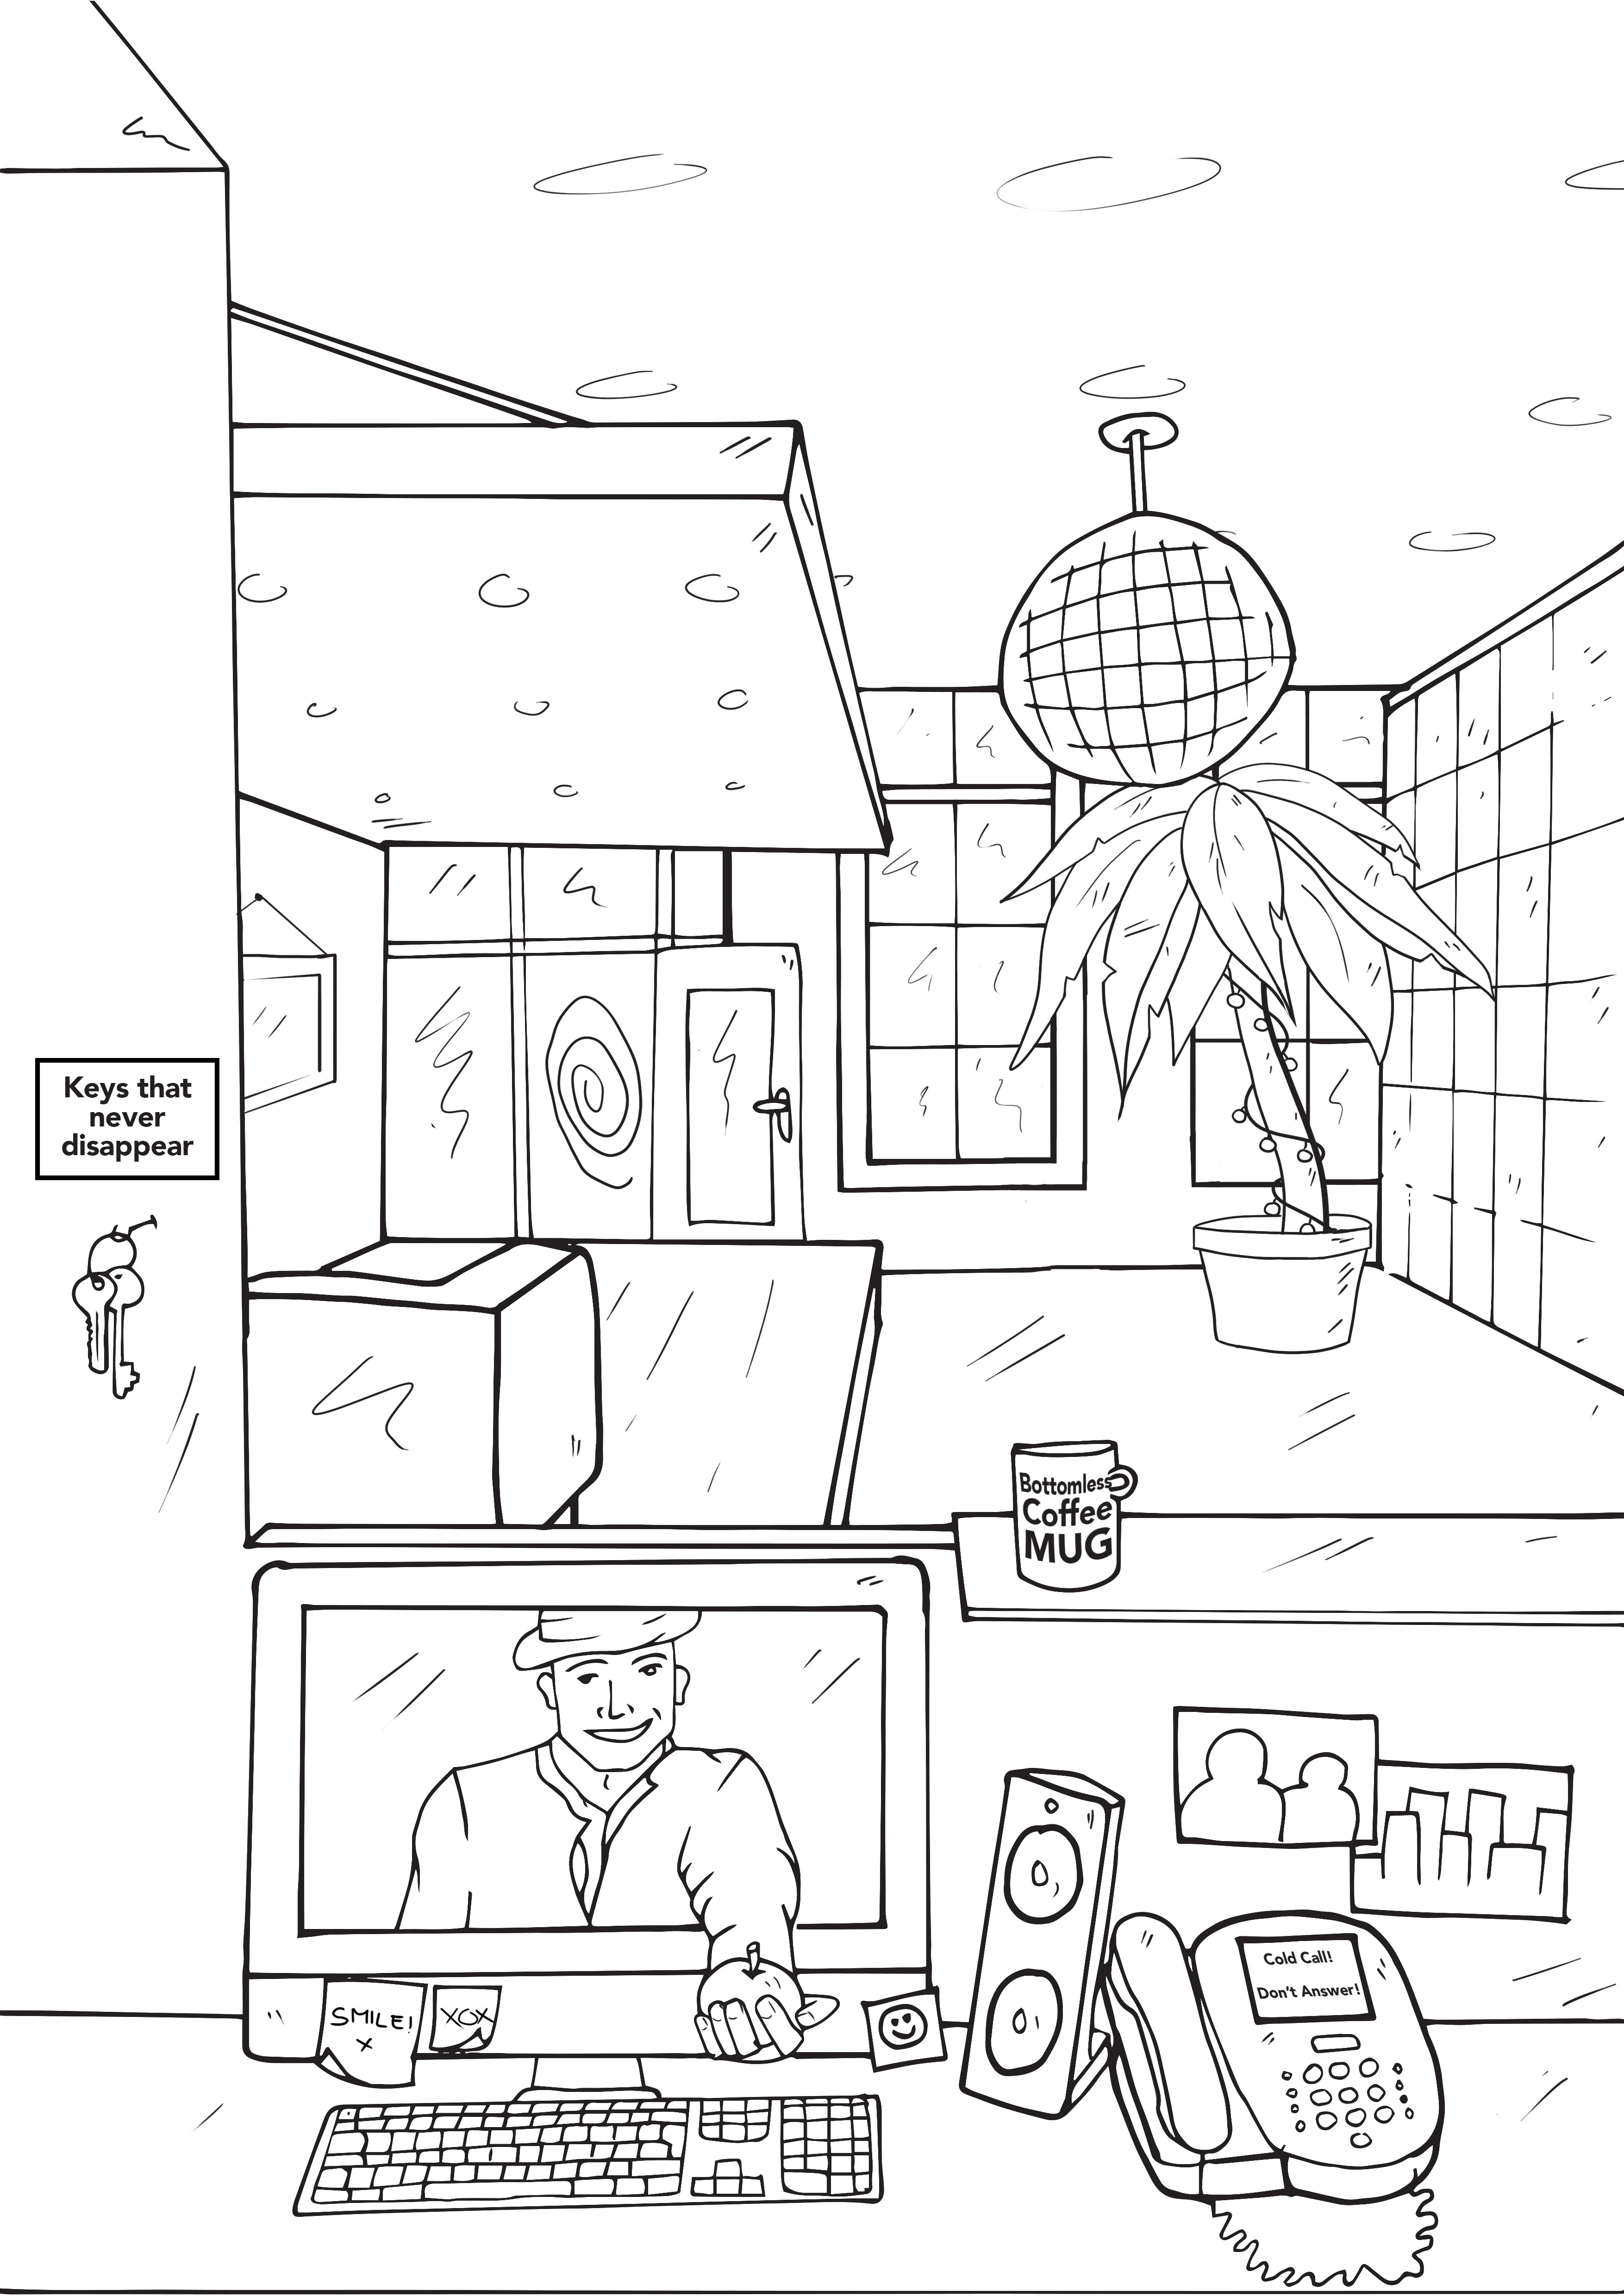 Keys that
never
disappear
Bottomless
Coffee
MUG
Cold Call!
Don't Answer!
SMILE!
x
XOX